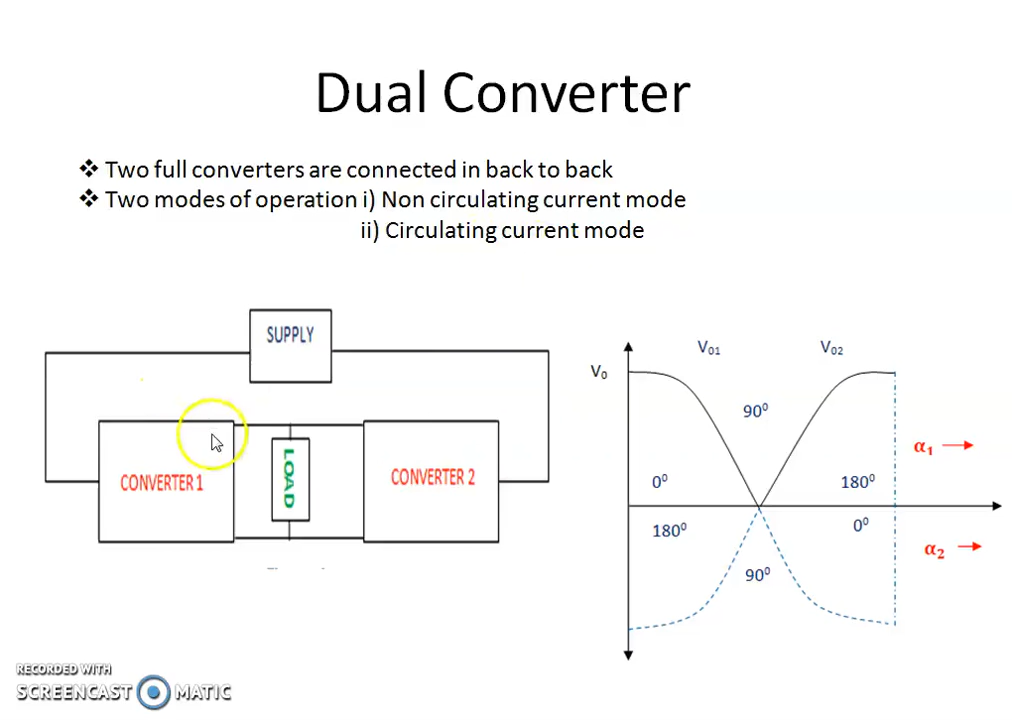 Dual Converter
❖ Two full converters are connected in back to back
❖ Two modes of operation i) Non circulating current mode
ii) Circulating current mode
SUPPLY
CONVERTER 1
LOAD
CONVERTER 2
V₀₁
V₀₂
V₀
90⁰
α₁
0⁰
180⁰
180⁰
0⁰
α₂
90⁰
RECORDED WITH
SCREENCAST MATIC